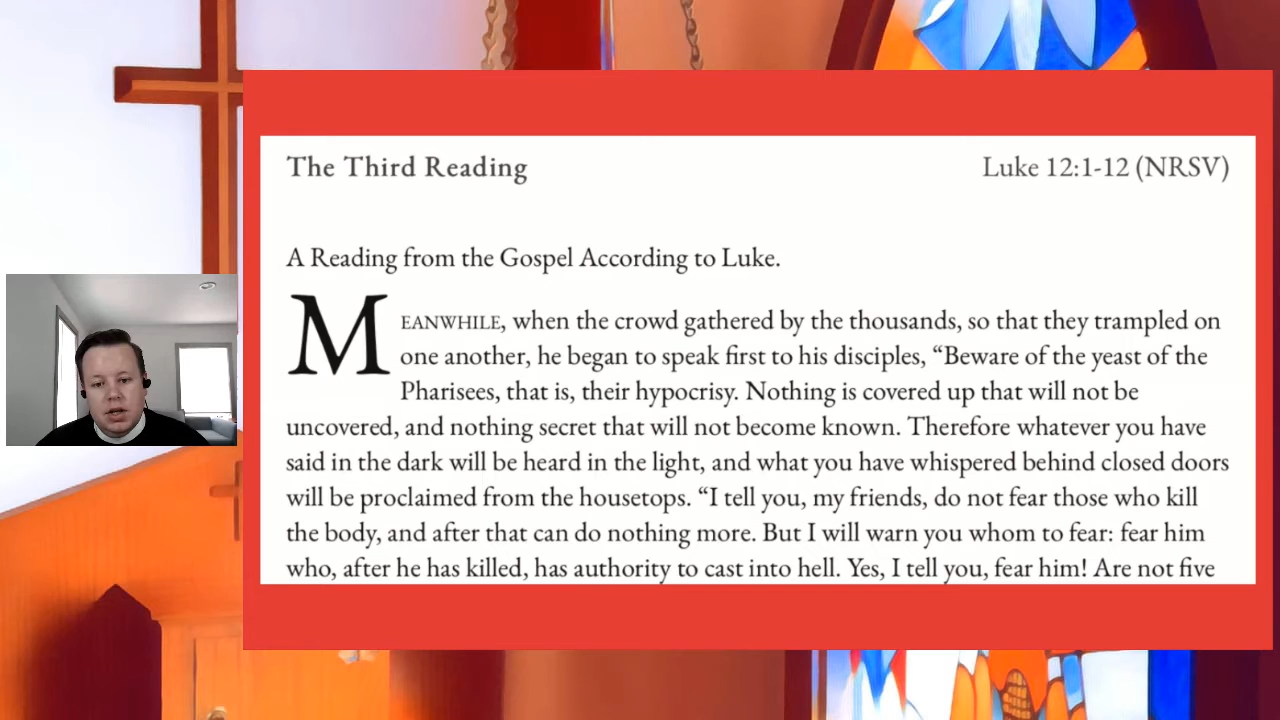 The Third Reading
Luke 12:1-12 (NRSV)
A Reading from the Gospel According to Luke.
MEANWHILE, when the crowd gathered by the thousands, so that they trampled on
one another, he began to speak first to his disciples, “Beware of the yeast of the
Pharisees, that is, their hypocrisy. Nothing is covered up that will not be
uncovered, and nothing secret that will not become known. Therefore whatever you have
said in the dark will be heard in the light, and what you have whispered behind closed doors
will be proclaimed from the housetops. “I tell you, my friends, do not fear those who kill
the body, and after that can do nothing more. But I will warn you whom to fear: fear him
who, after he has killed, has authority to cast into hell. Yes, I tell you, fear him! Are not five